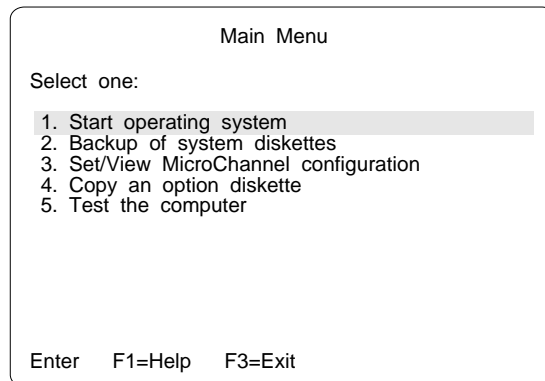 Main Menu
Select one:
1. Start operating system
2. Backup of system diskettes
3. Set/View MicroChannel configuration
4. Copy an option diskette
5. Test the computer
Enter F1=Help F3=Exit